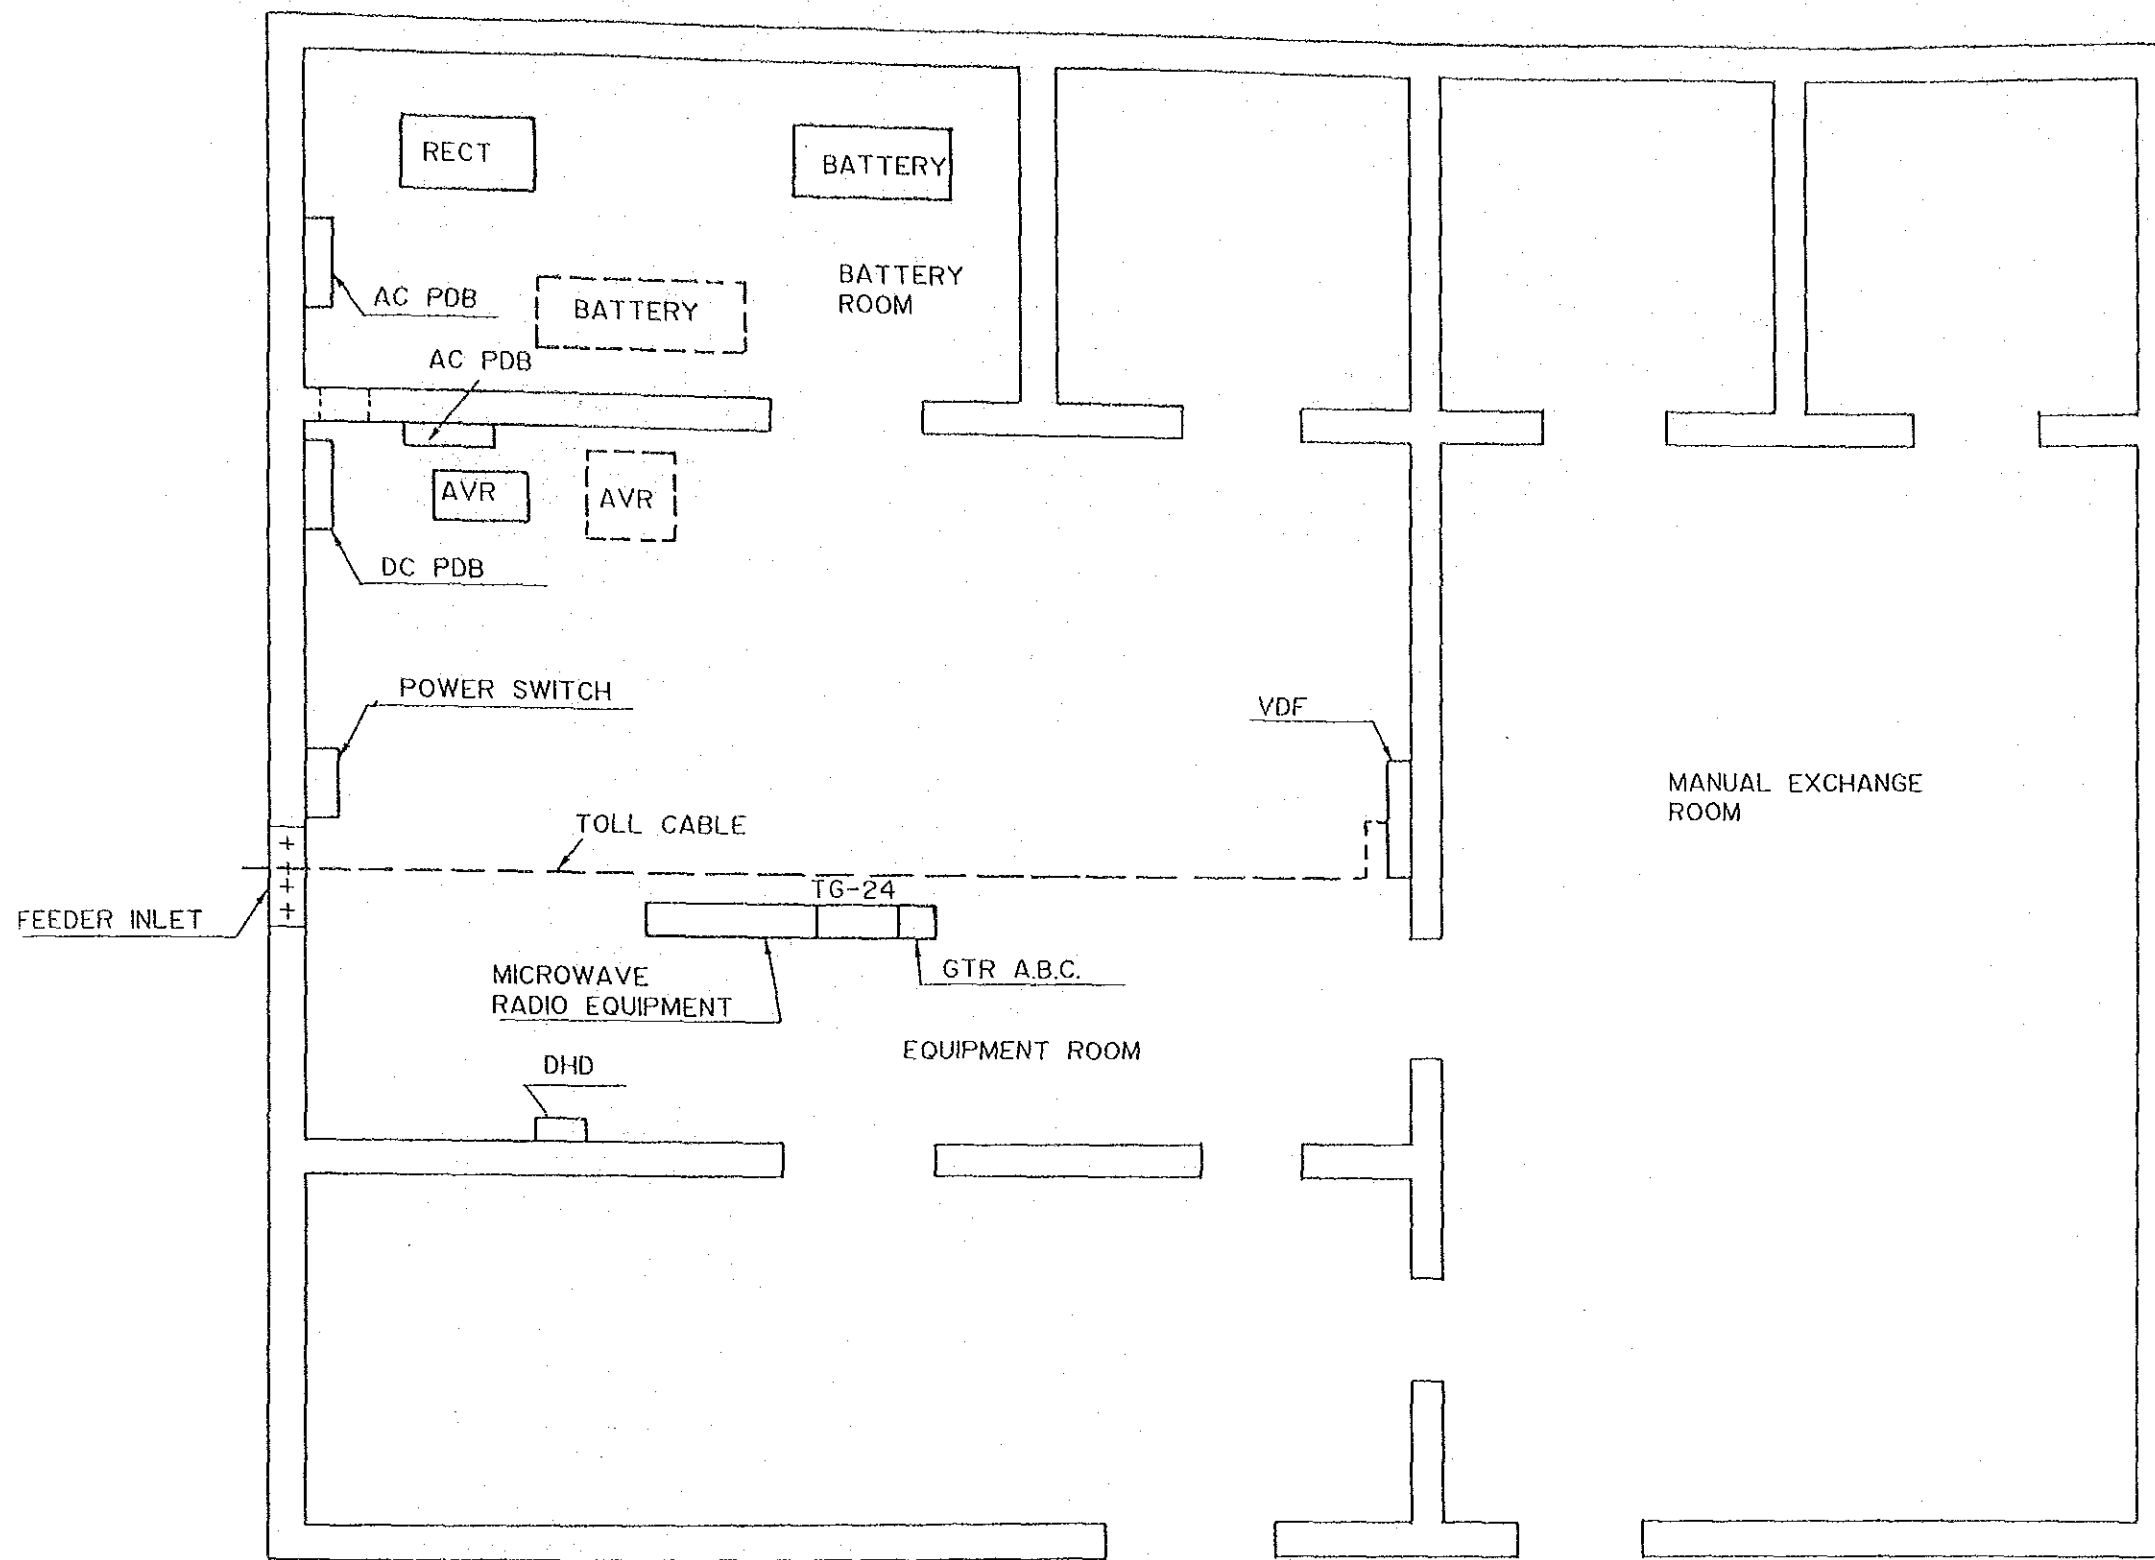 RECT
BATTERY
BATTERY
ROOM
AC PDB
BATTERY
AC PDB
AVR
AVR
DC PDB
POWER SWITCH
VDF
MANUAL EXCHANGE
ROOM
TOLL CABLE
TG-24
FEEDER INLET
MICROWAVE
RADIO EQUIPMENT
GTR A.B.C.
EQUIPMENT ROOM
DHD